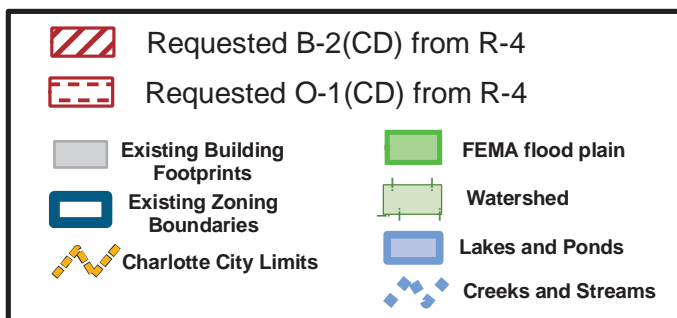 Requested B-2(CD) from R-4
Requested O-1(CD) from R-4
Existing Building
Footprints
Existing Zoning
Boundaries
Charlotte City Limits
FEMA flood plain
Watershed
Lakes and Ponds
Creeks and Streams